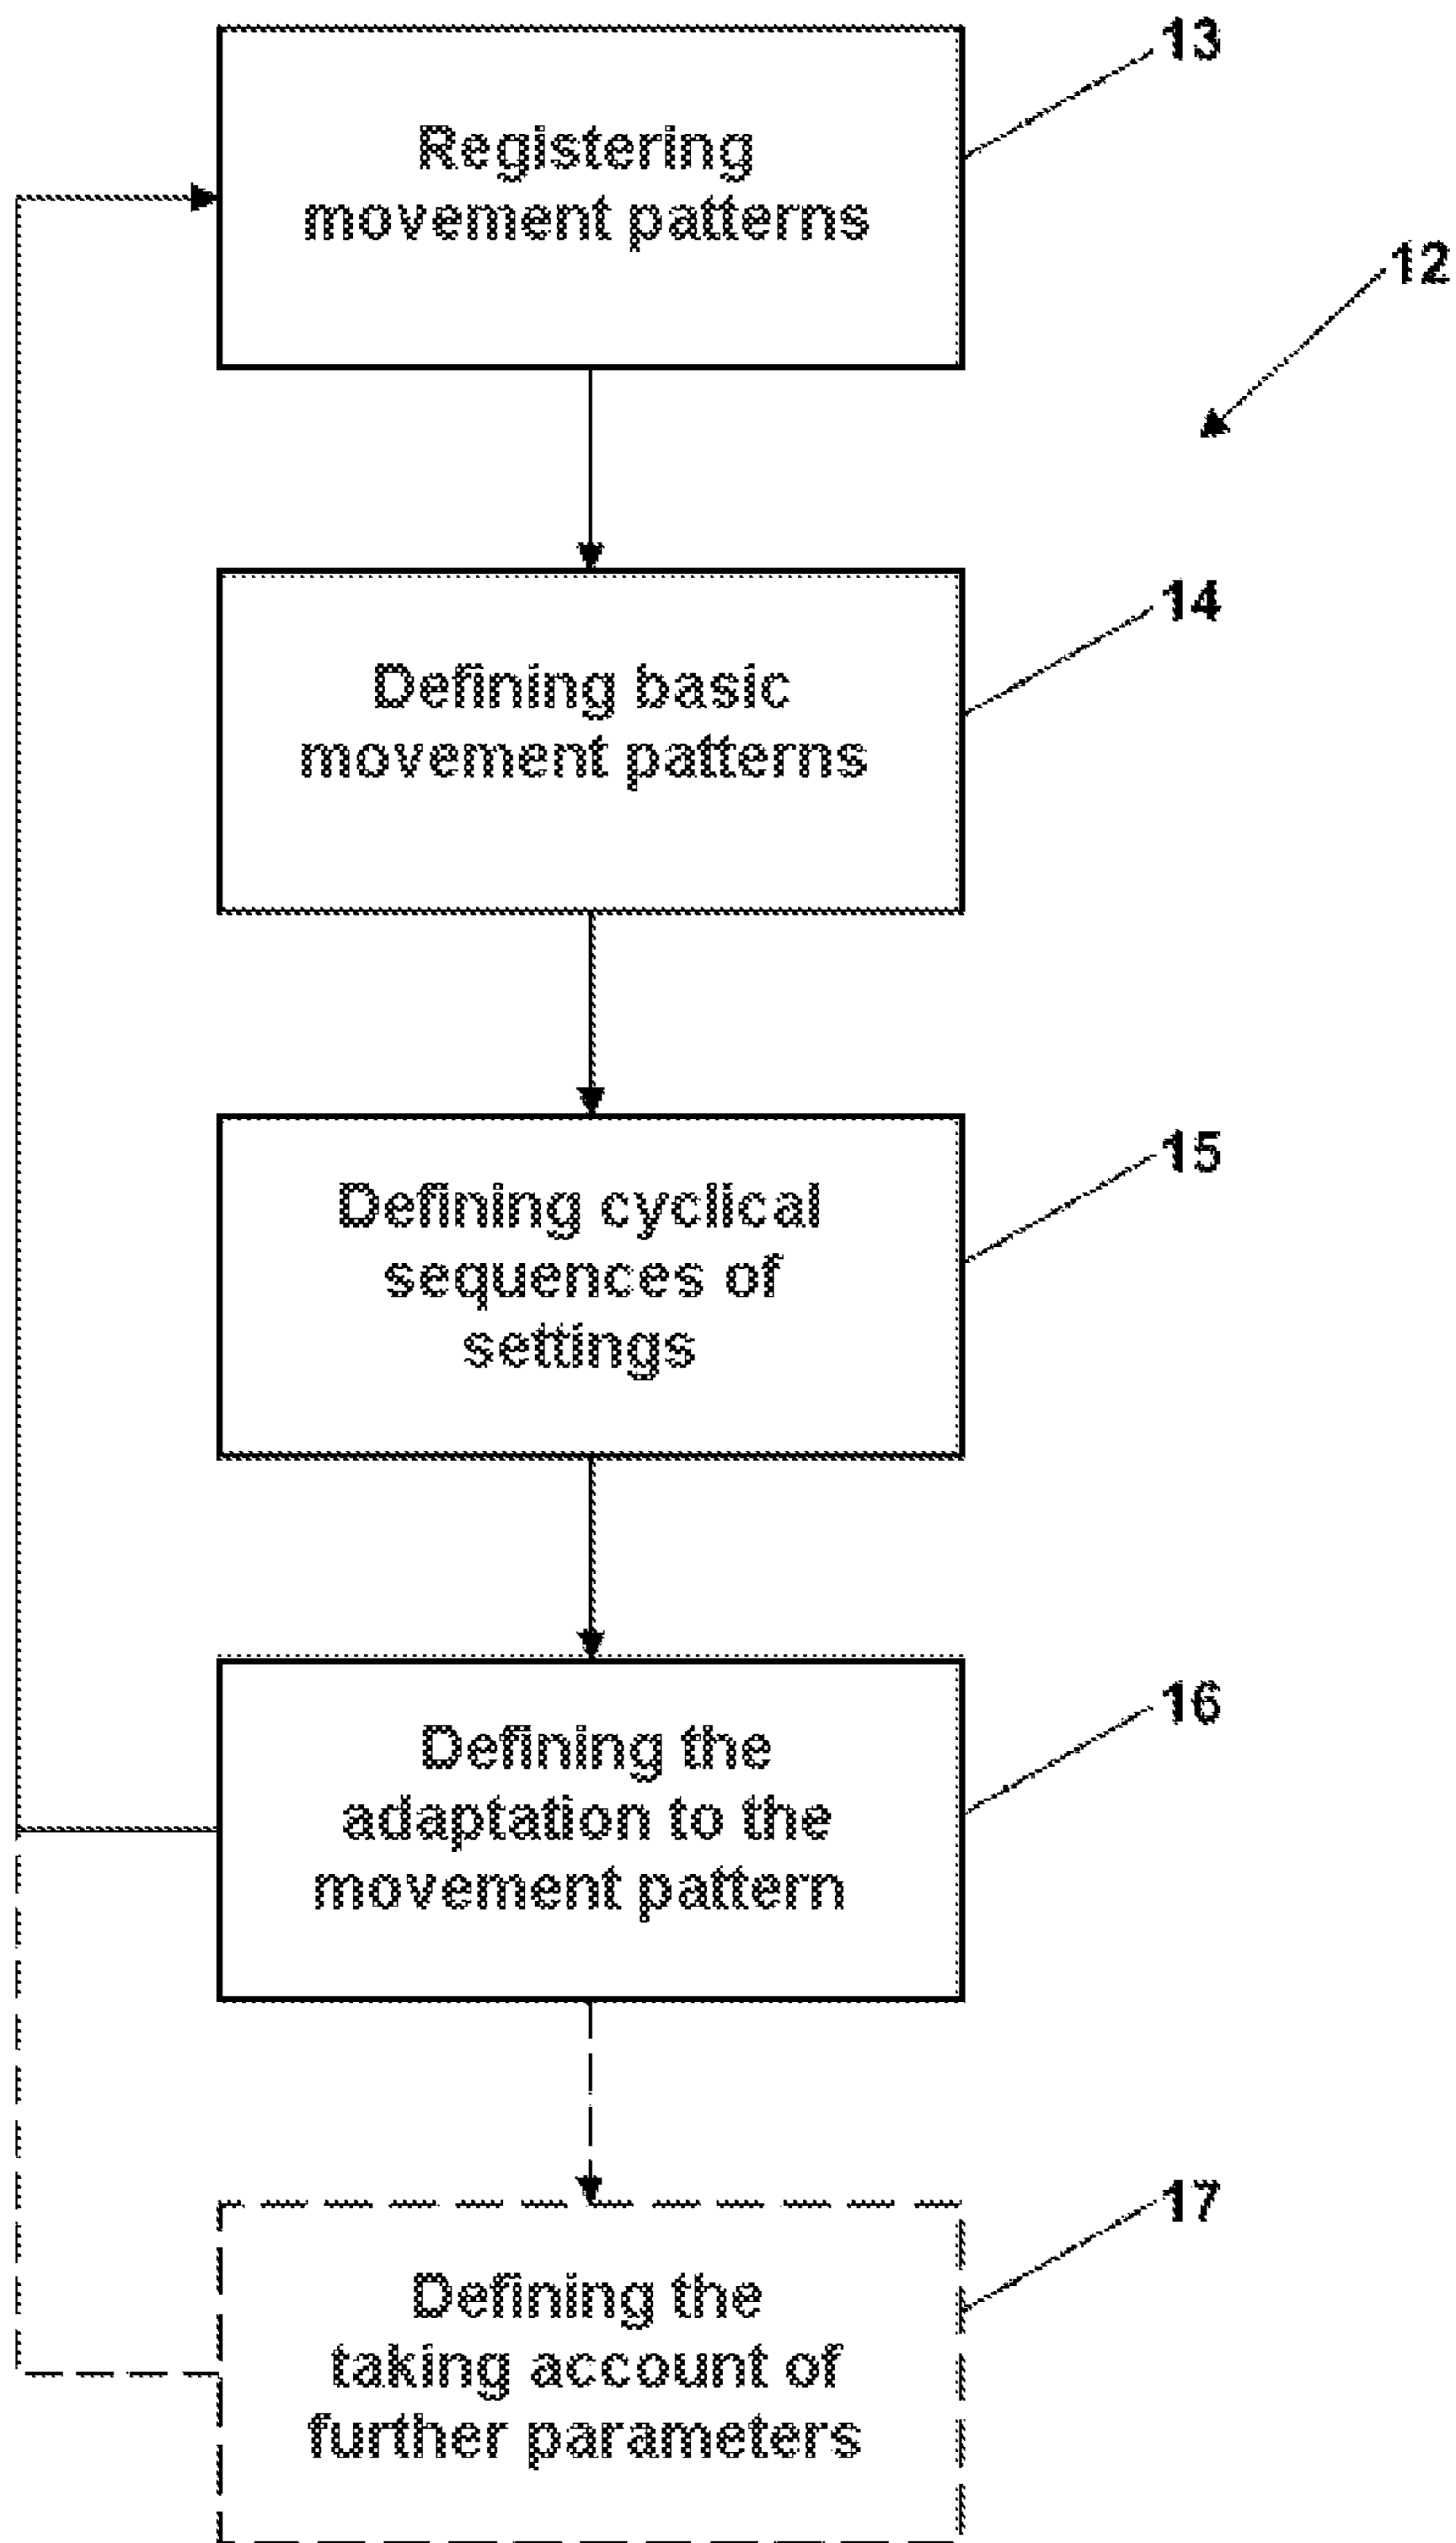 13
Registering
movement patterns
12
14
Defining basic
movement patterns
15
Defining cyclical
sequences of
settings
16
Defining the
adaptation to the
movement pattern
17
Defining the
taking account of
further parameters